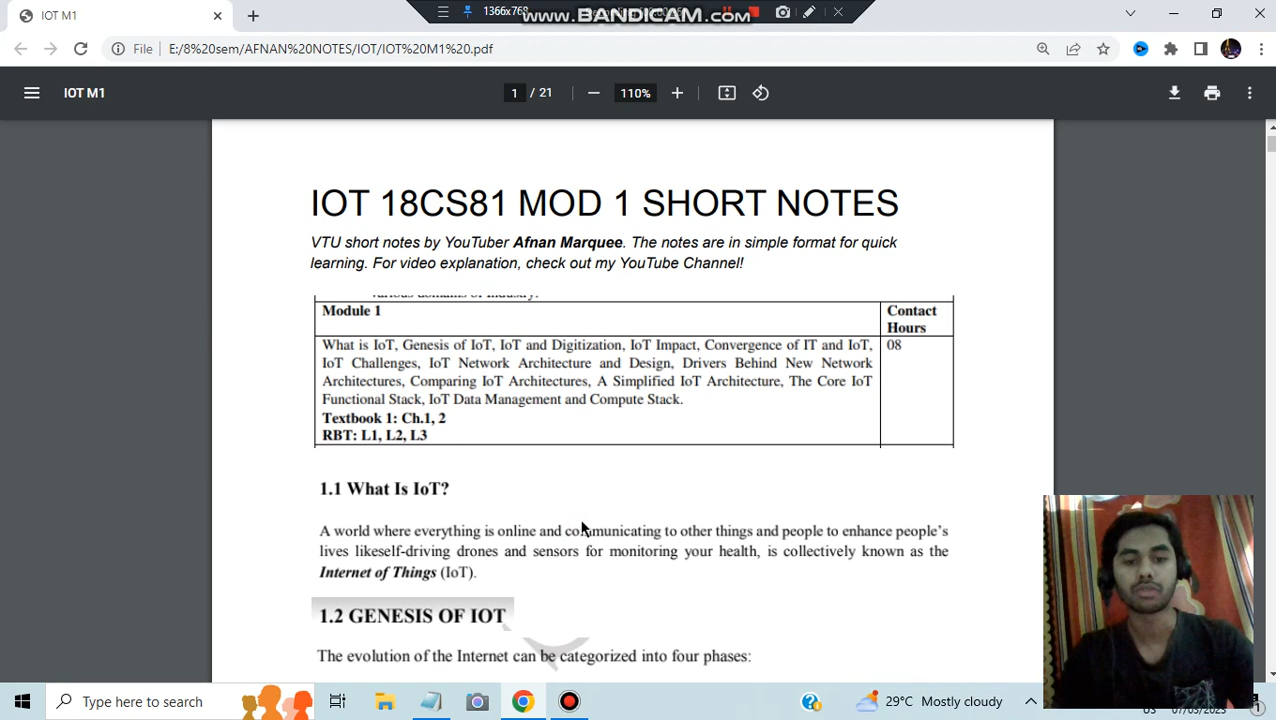 IOT M1
1366x768
www.BANDICAM.com
File
E:/8%20sem/AFNAN%20NOTES/IOT/IOT%20M1%20.pdf
IOT M1
1 / 21
110%
IOT 18CS81 MOD 1 SHORT NOTES
VTU short notes by YouTuber Afnan Marquee. The notes are in simple format for quick
learning. For video explanation, check out my YouTube Channel!
Module 1
Contact
Hours
What is IoT, Genesis of IoT, IoT and Digitization, IoT Impact, Convergence of IT and IoT,
08
IoT Challenges, IoT Network Architecture and Design, Drivers Behind New Network
Architectures, Comparing IoT Architectures, A Simplified IoT Architecture, The Core IoT
Functional Stack, IoT Data Management and Compute Stack.
Textbook 1: Ch.1, 2
RBT: L1, L2, L3
1.1 What Is IoT?
A world where everything is online and communicating to other things and people to enhance people's
lives likeself-driving drones and sensors for monitoring your health, is collectively known as the
Internet of Things (IoT).
1.2 GENESIS OF IOT
The evolution of the Internet can be categorized into four phases:
Type here to search
29°C Mostly cloudy